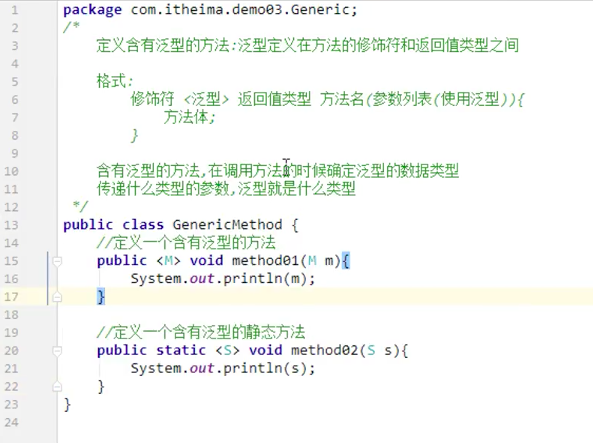 1 package com.itheima.demo03.Generic;
2 /*
3 定义含有泛型的方法:泛型定义在方法的修饰符和返回值类型之间
4
5 格式:
6 修饰符 <泛型> 返回值类型 方法名(参数列表(使用泛型)){
7 方法体;
8 }
9
10 含有泛型的方法,在调用方法的时候确定泛型的数据类型
11 传递什么类型的参数,泛型就是什么类型
12 */
13 public class GenericMethod {
14 //定义一个含有泛型的方法
15 public <M> void method01(M m){
16 System.out.println(m);
17 }
18
19 //定义一个含有泛型的静态方法
20 public static <S> void method02(S s){
21 System.out.println(s);
22 }
23 }
24